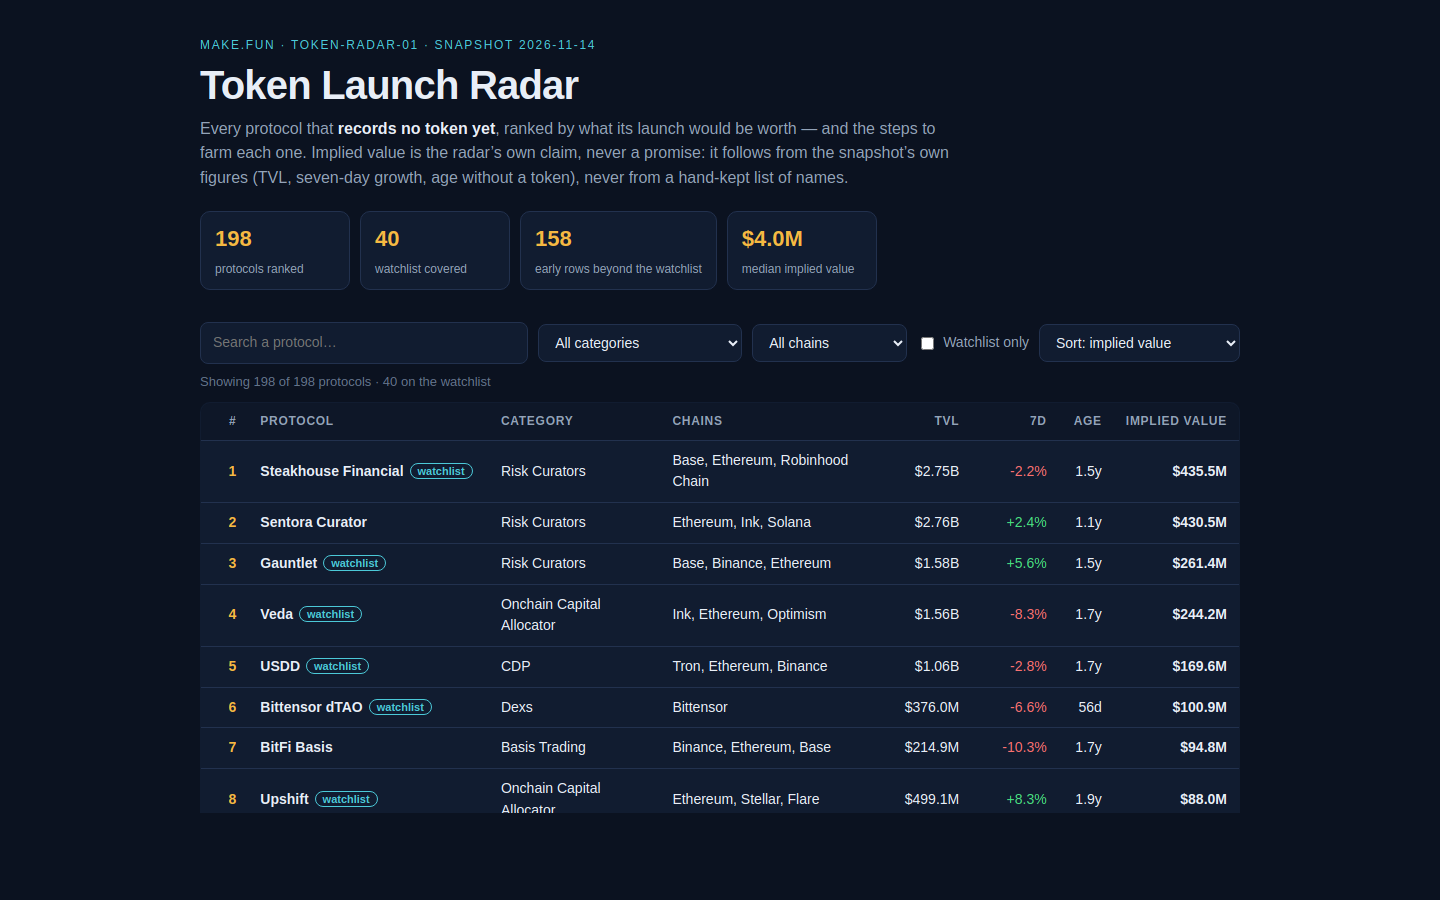 MAKE.FUN · TOKEN-RADAR-01 · SNAPSHOT 2026-11-14
Token Launch Radar
Every protocol that records no token yet, ranked by what its launch would be worth — and the steps to
farm each one. Implied value is the radar’s own claim, never a promise: it follows from the snapshot’s own
figures (TVL, seven-day growth, age without a token), never from a hand-kept list of names.
198 40 158 $4.0M
protocols ranked watchlist covered early rows beyond the watchlist median implied value
Search a protocol… All categories All chains Watchlist only Sort: implied value
Showing 198 of 198 protocols · 40 on the watchlist
# PROTOCOL CATEGORY CHAINS TVL 7D AGE IMPLIED VALUE
1 Steakhouse Financial watchlist Risk Curators Base, Ethereum, Robinhood Chain $2.75B -2.2% 1.5y $435.5M
2 Sentora Curator Risk Curators Ethereum, Ink, Solana $2.76B +2.4% 1.1y $430.5M
3 Gauntlet watchlist Risk Curators Base, Binance, Ethereum $1.58B +5.6% 1.5y $261.4M
4 Veda watchlist Onchain Capital Allocator Ink, Ethereum, Optimism $1.56B -8.3% 1.7y $244.2M
5 USDD watchlist CDP Tron, Ethereum, Binance $1.06B -2.8% 1.7y $169.6M
6 Bittensor dTAO watchlist Dexs Bittensor $376.0M -6.6% 56d $100.9M
7 BitFi Basis Basis Trading Binance, Ethereum, Base $214.9M -10.3% 1.7y $94.8M
8 Upshift watchlist Onchain Capital Allocator Ethereum, Stellar, Flare $499.1M +8.3% 1.9y $88.0M